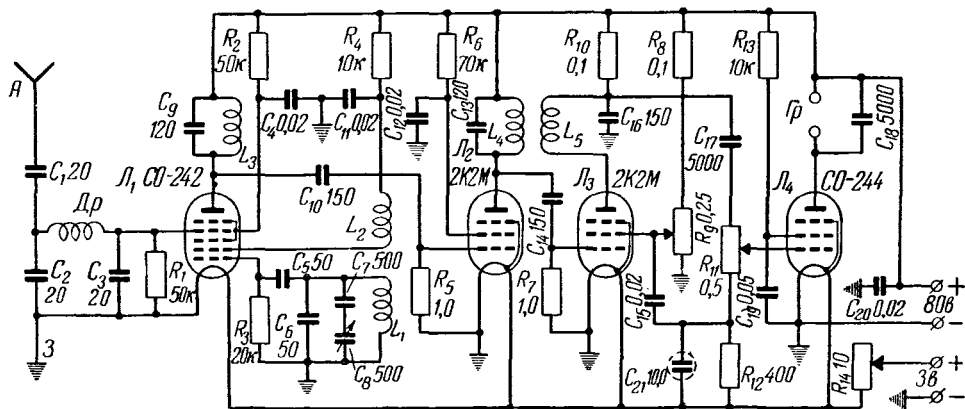 А
C₁ 20
C₂
20
З
Др
C₃
20
R₁
50к
C₉
120
L₃
Л₁ СО-242
R₂
50к
C₄ 0,02
C₁₁ 0,02
R₄
10к
C₁₀ 150
L₂
C₅ 50
C₇ 500
R₃
20к
C₆
50
L₁
C₈ 500
R₆
70к
C₁₂ 0,02
C₁₃ 120
Л₂
2К2М
L₄
R₅
1,0
C₁₄ 150
L₅
R₇
1,0
R₁₀
0,1
C₁₆ 150
Л₃
2К2М
R₈
0,1
C₁₇
5000
R₉ 0,25
C₁₅ 0,02
R₁₁
0,5
C₂₁ 10,0
R₁₂ 400
R₁₃
10к
Л₄
СО-244
Гр
C₁₈ 5000
C₁₉ 0,05
C₂₀ 0,02
+
80в
−
R₁₄ 10
+
3в
−